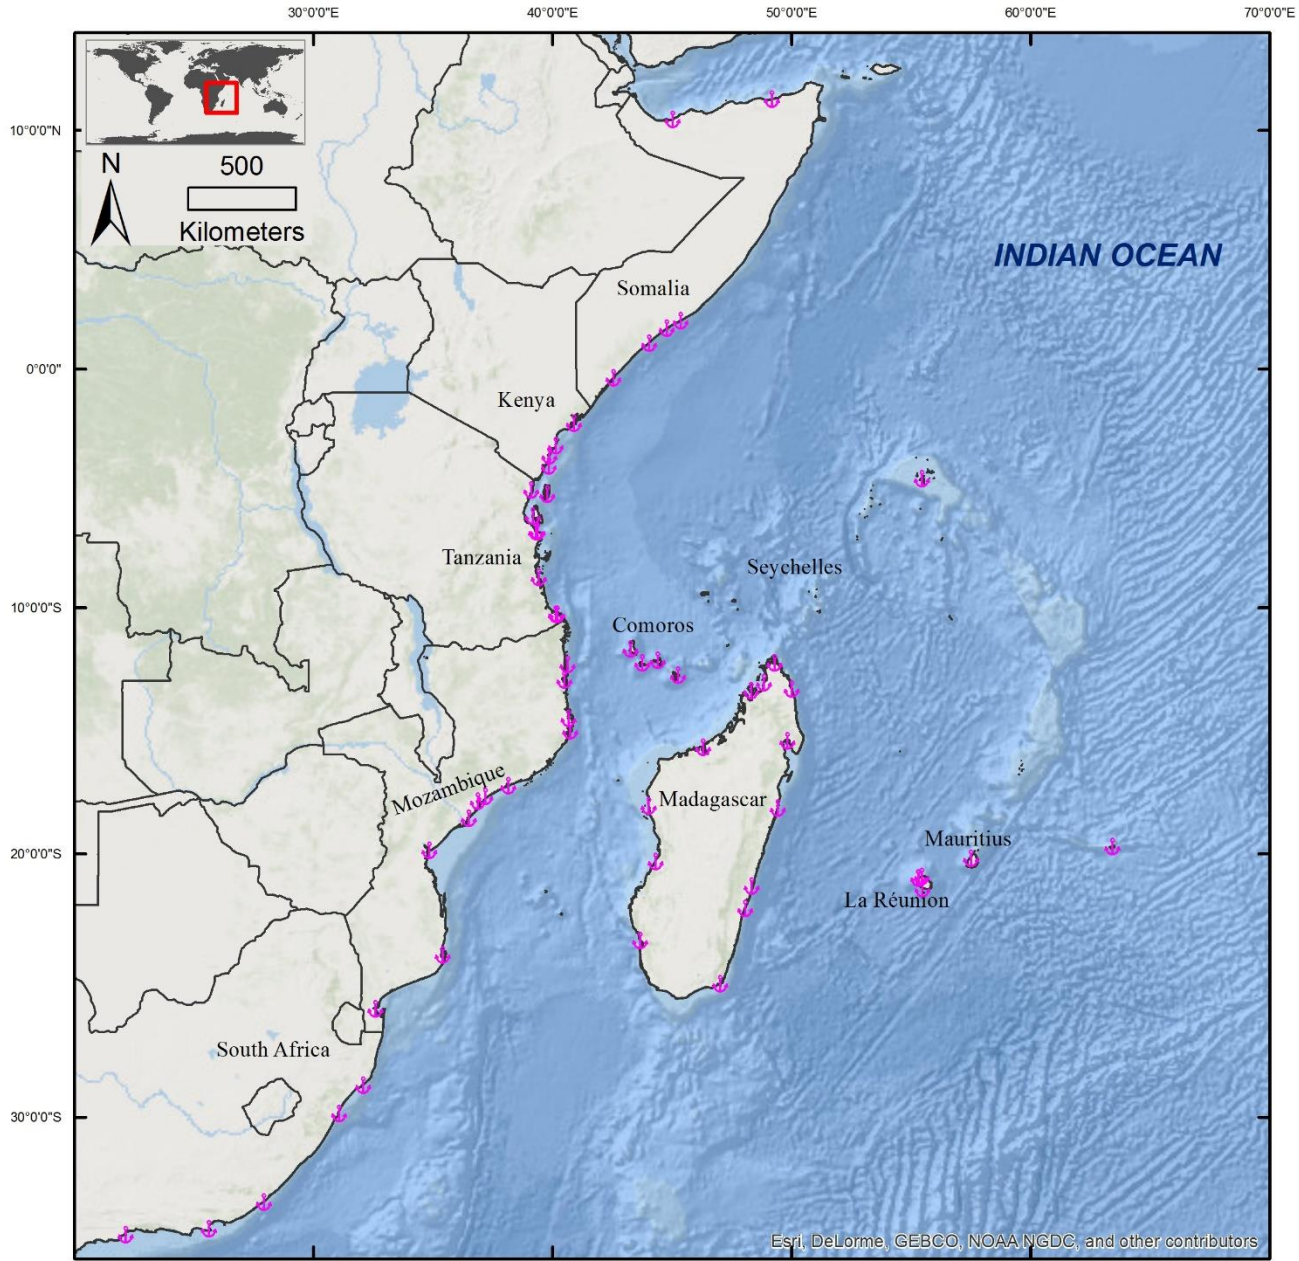 30°0'0"E
40°0'0"E
50°0'0"E
60°0'0"E
70°0'0"E
10°0'0"N
0°0'0"
10°0'0"S
20°0'0"S
30°0'0"S
N
500
Kilometers
INDIAN OCEAN
Somalia
Kenya
Tanzania
Seychelles
Comoros
Mozambique
Madagascar
Mauritius
La Réunion
South Africa
Esri, DeLorme, GEBCO, NOAA NGDC, and other contributors